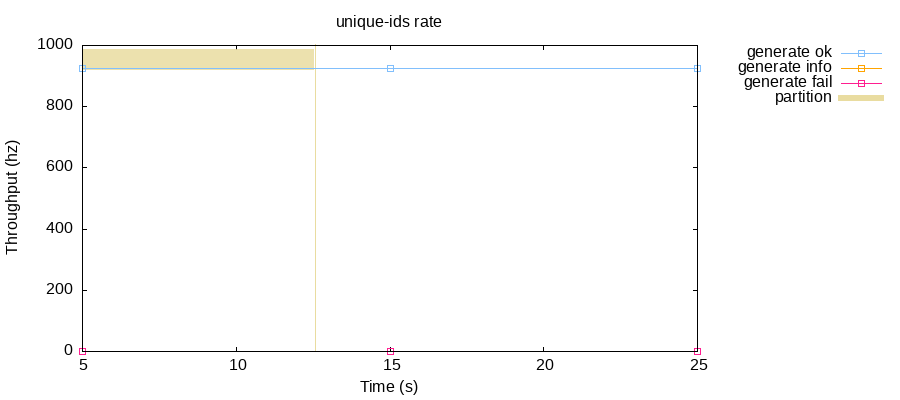 unique-ids rate
generate ok
generate info
generate fail
partition
Throughput (hz)
1000
800
600
400
200
0
5
10
15
20
25
Time (s)